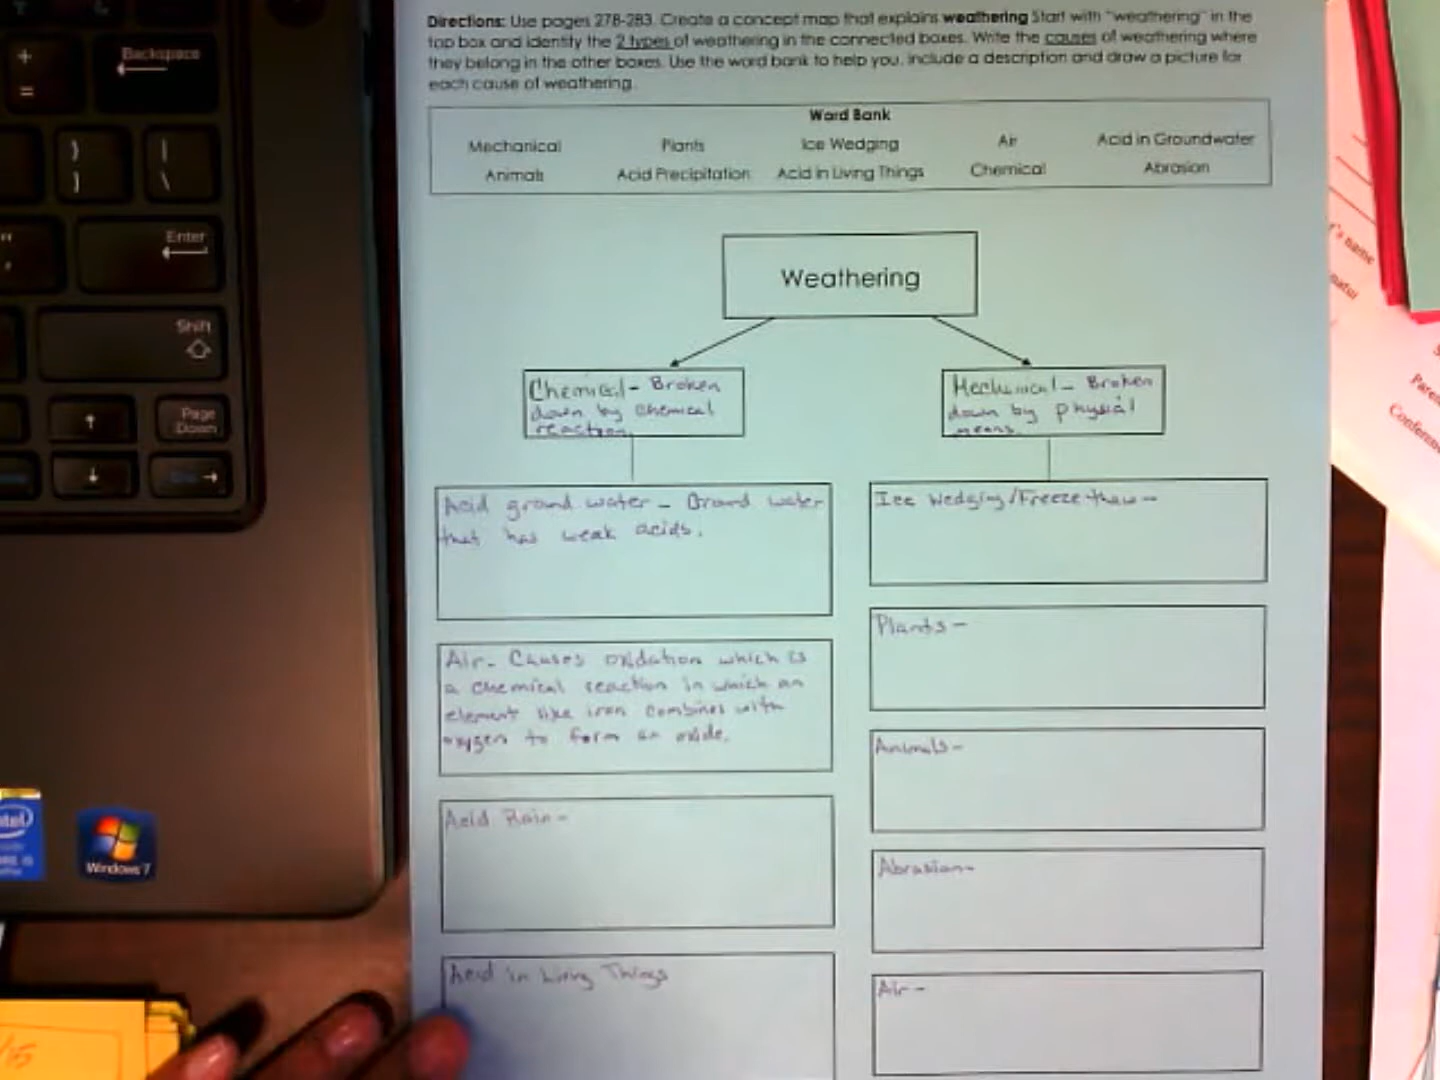 Directions: Use pages 278-283. Create a concept map that explains weathering Start with "weathering" in the
top box and identify the 2 types of weathering in the connected boxes. Write the causes of weathering where
they belong in the other boxes. Use the word bank to help you. Include a description and draw a picture for
each cause of weathering.
Word Bank
Mechanical Plants Ice Wedging Air Acid in Groundwater
Animals Acid Precipitation Acid in Living Things Chemical Abrasion
Weathering
Chemical- Broken
down by chemical
reaction.
Mechanical- Broken
down by physical
means.
Acid ground water - Ground water
that has weak acids.
Air- Causes oxidation which is
a chemical reaction in which an
element like iron combines with
oxygen to form an oxide.
Acid Rain-
Acid in Living Things
Ice Wedging/Freeze thaw-
Plants-
Animals-
Abrasion-
Air-
+
=
Backspace
}
]
|
\
"
'
Enter
Shift
Page
Down
intel
Windows 7
's name